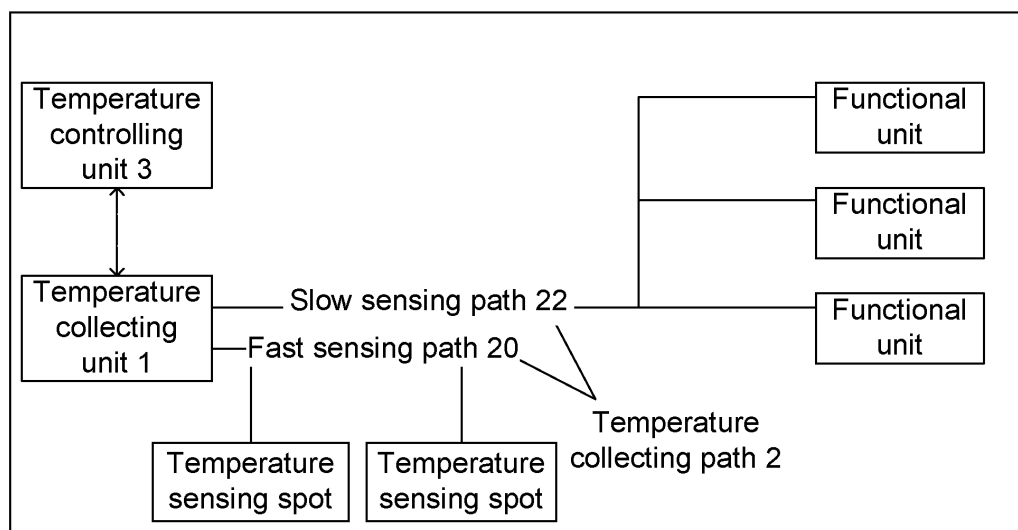 Temperature
controlling
unit 3
Functional
unit
Functional
unit
Temperature
collecting
unit 1
Slow sensing path 22
Functional
unit
Fast sensing path 20
Temperature
collecting path 2
Temperature
sensing spot
Temperature
sensing spot